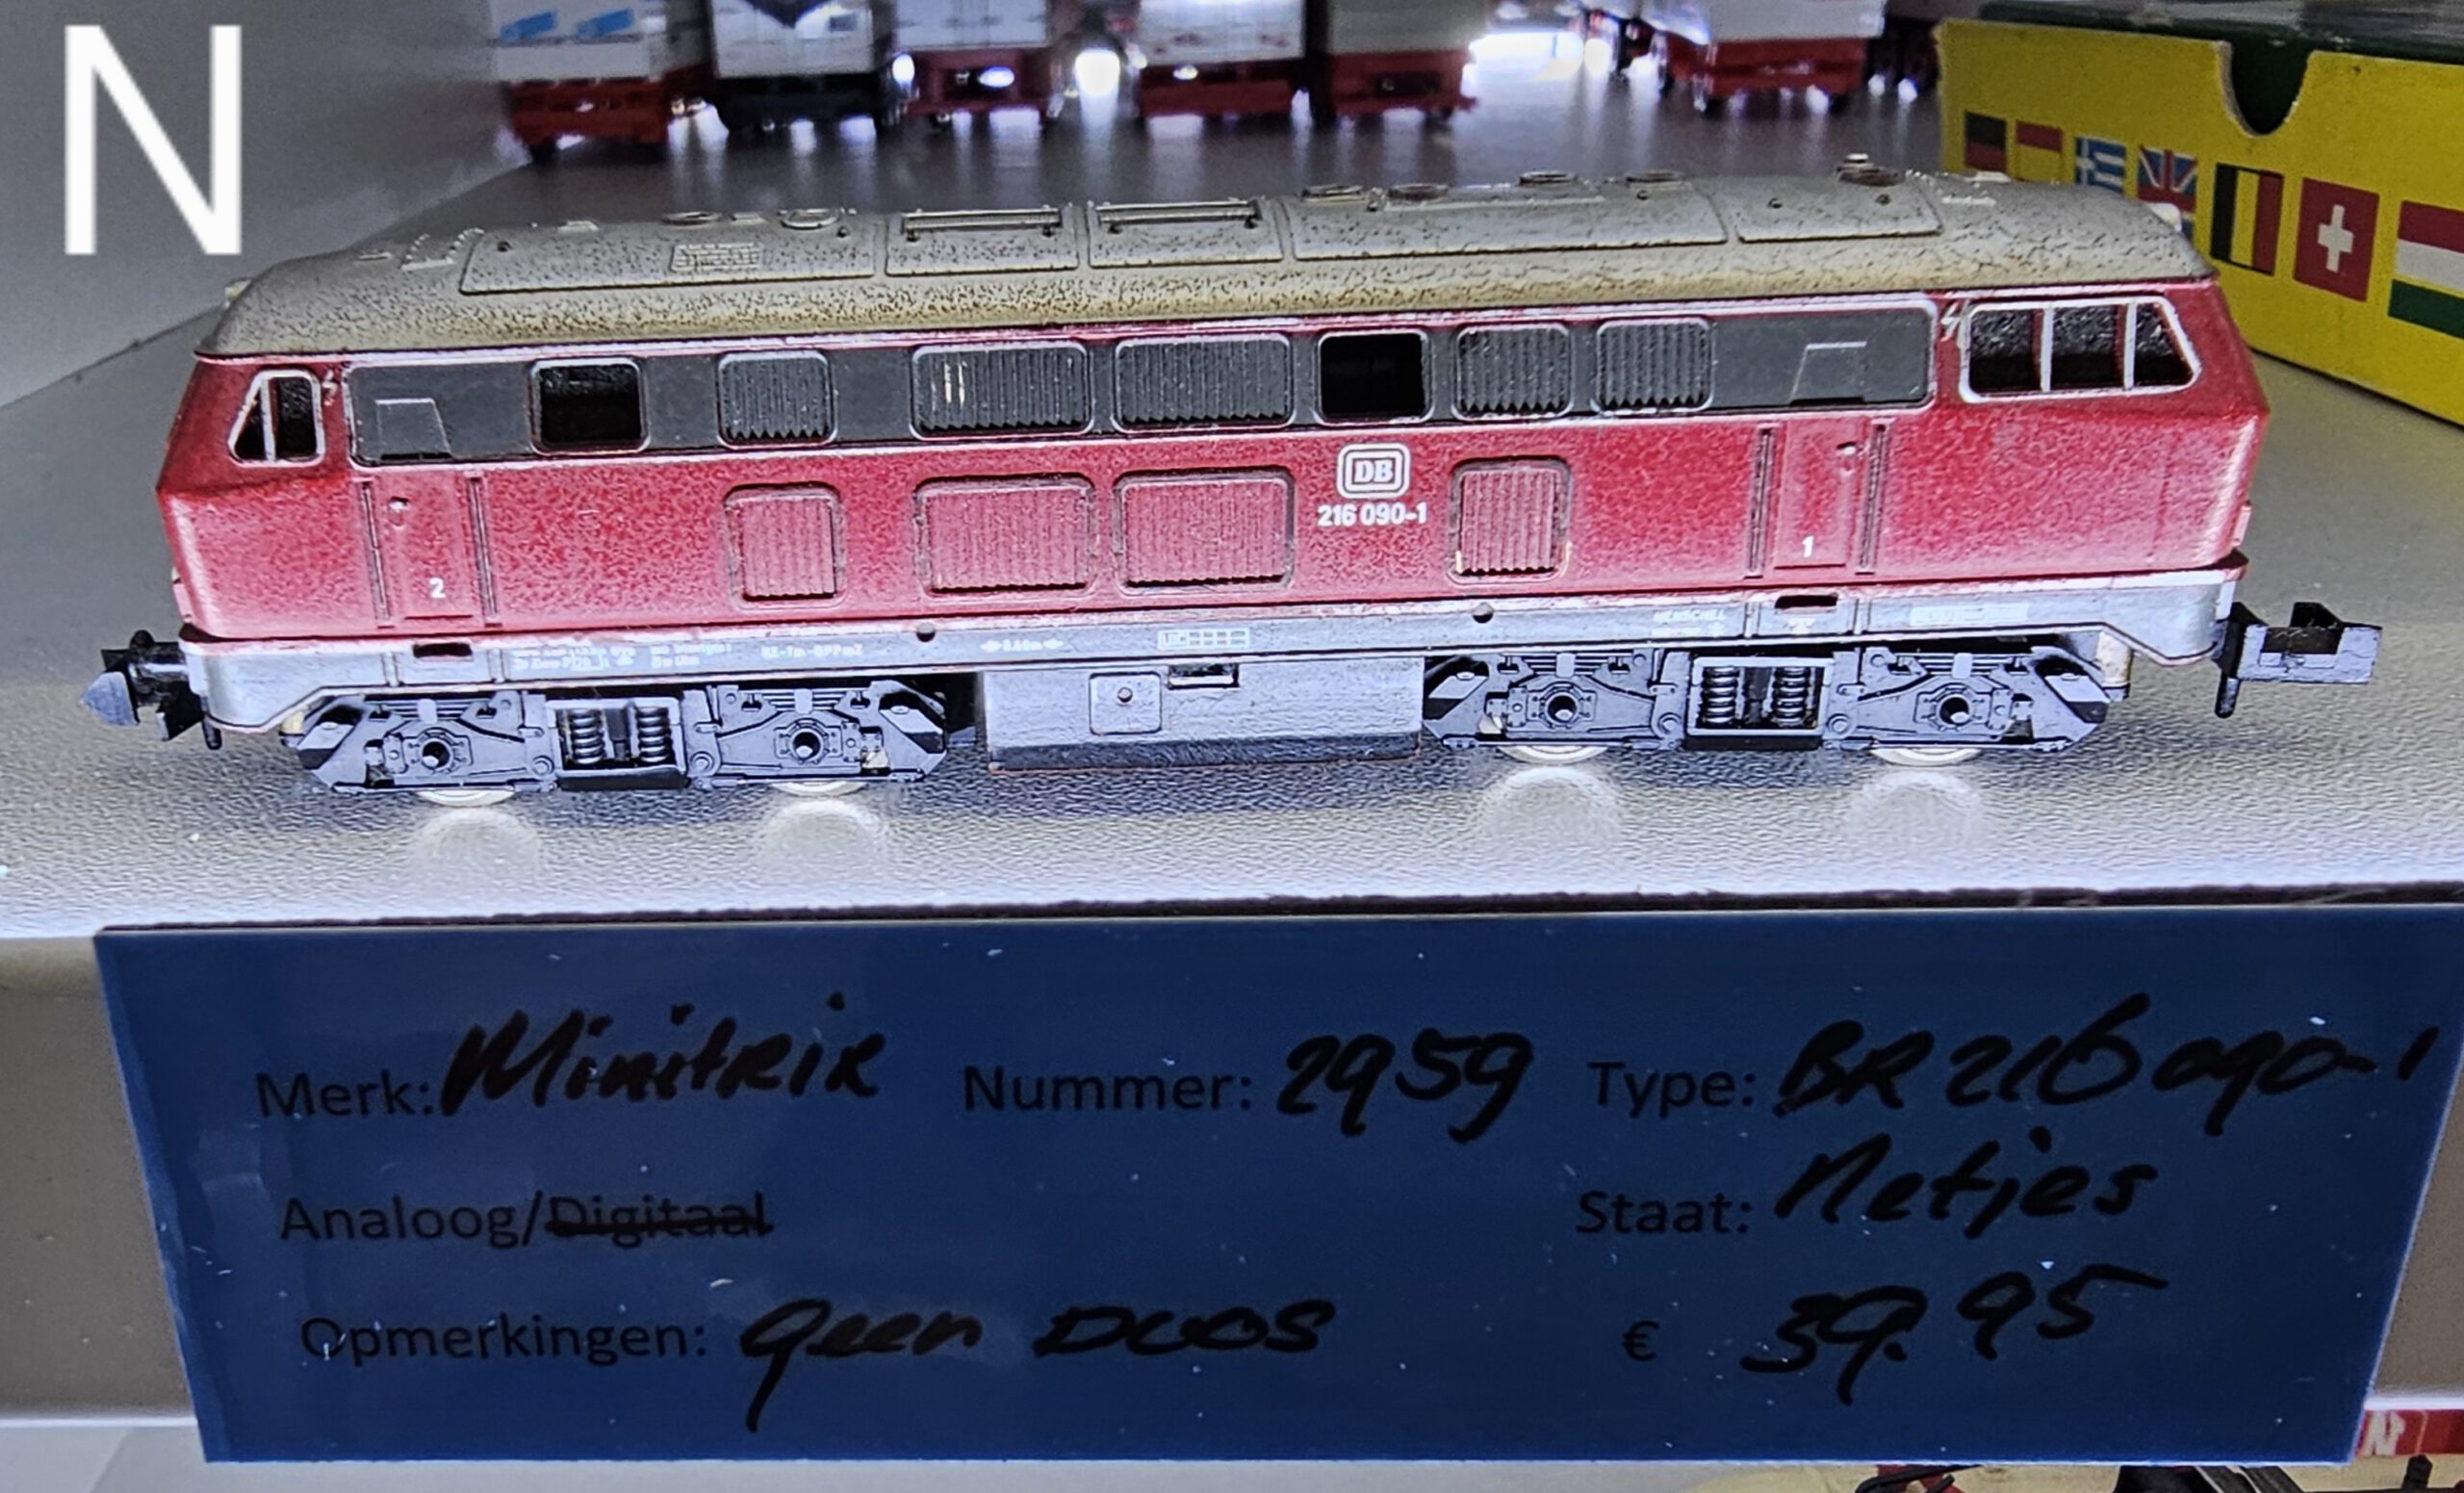 N
DB
216 090-1
2
1
Merk: Minitrix Nummer: 2959 Type: BR 216 090-1
Analoog/Digitaal Staat: Netjes
Opmerkingen: geen DOOS € 39.95
N